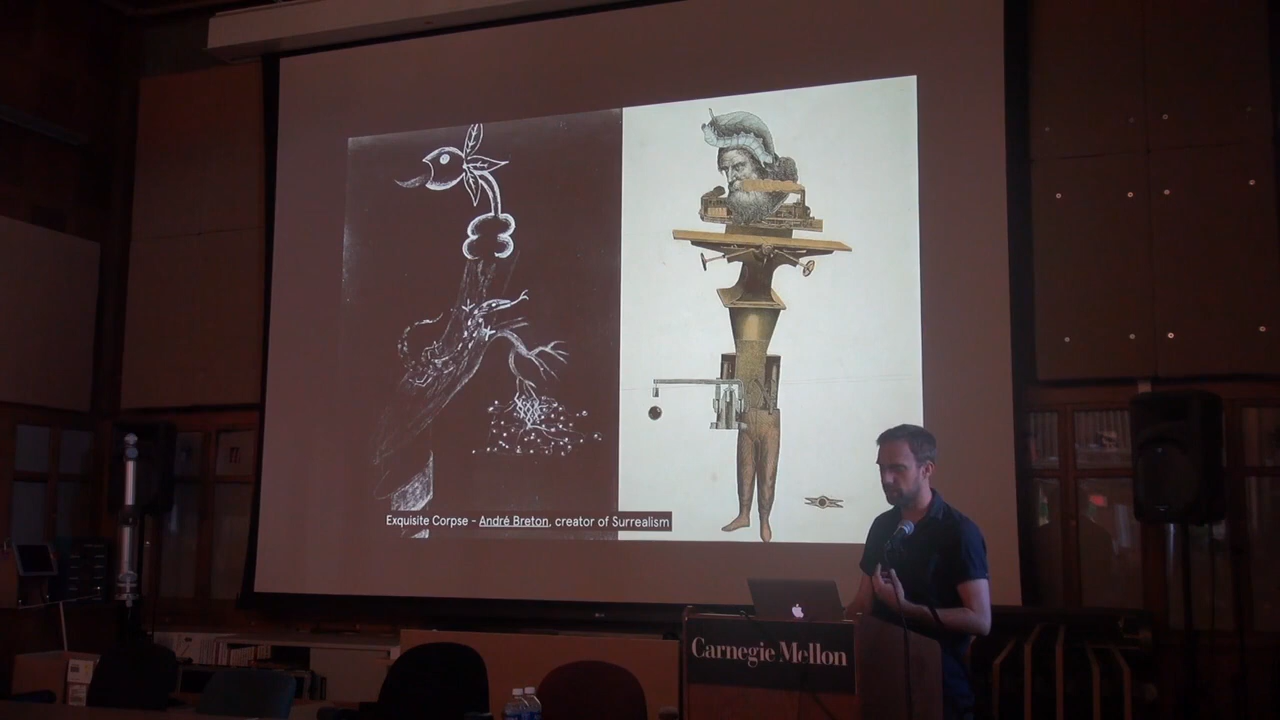 Exquisite Corpse - André Breton, creator of Surrealism
Carnegie Mellon